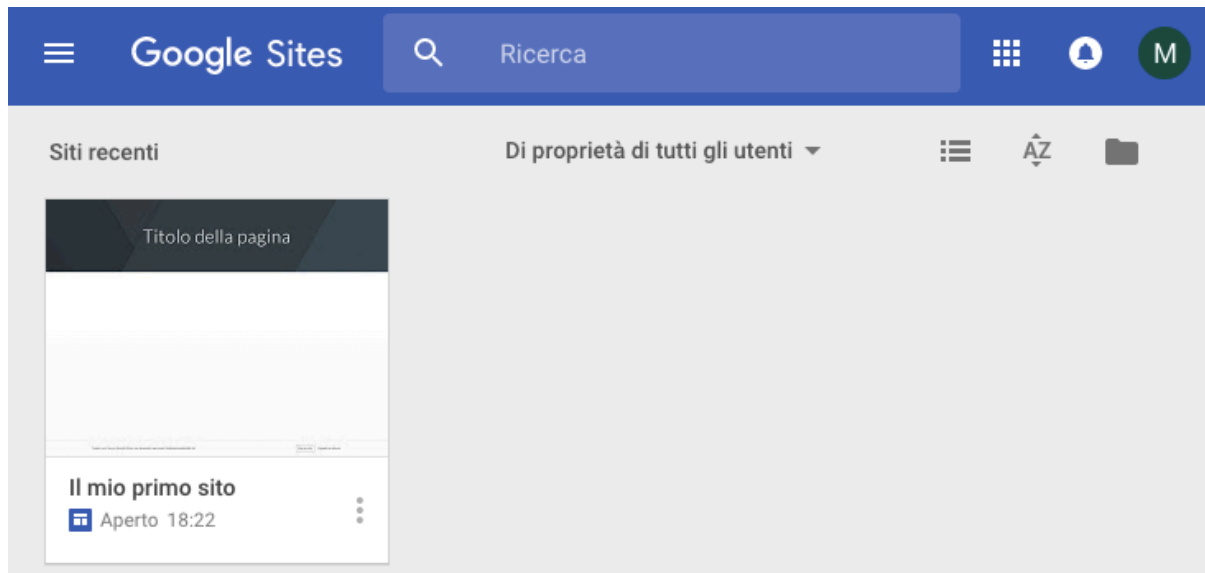 Google Sites
Ricerca
M
Siti recenti
Di proprietà di tutti gli utenti
AZ
Titolo della pagina
Il mio primo sito
Aperto 18:22